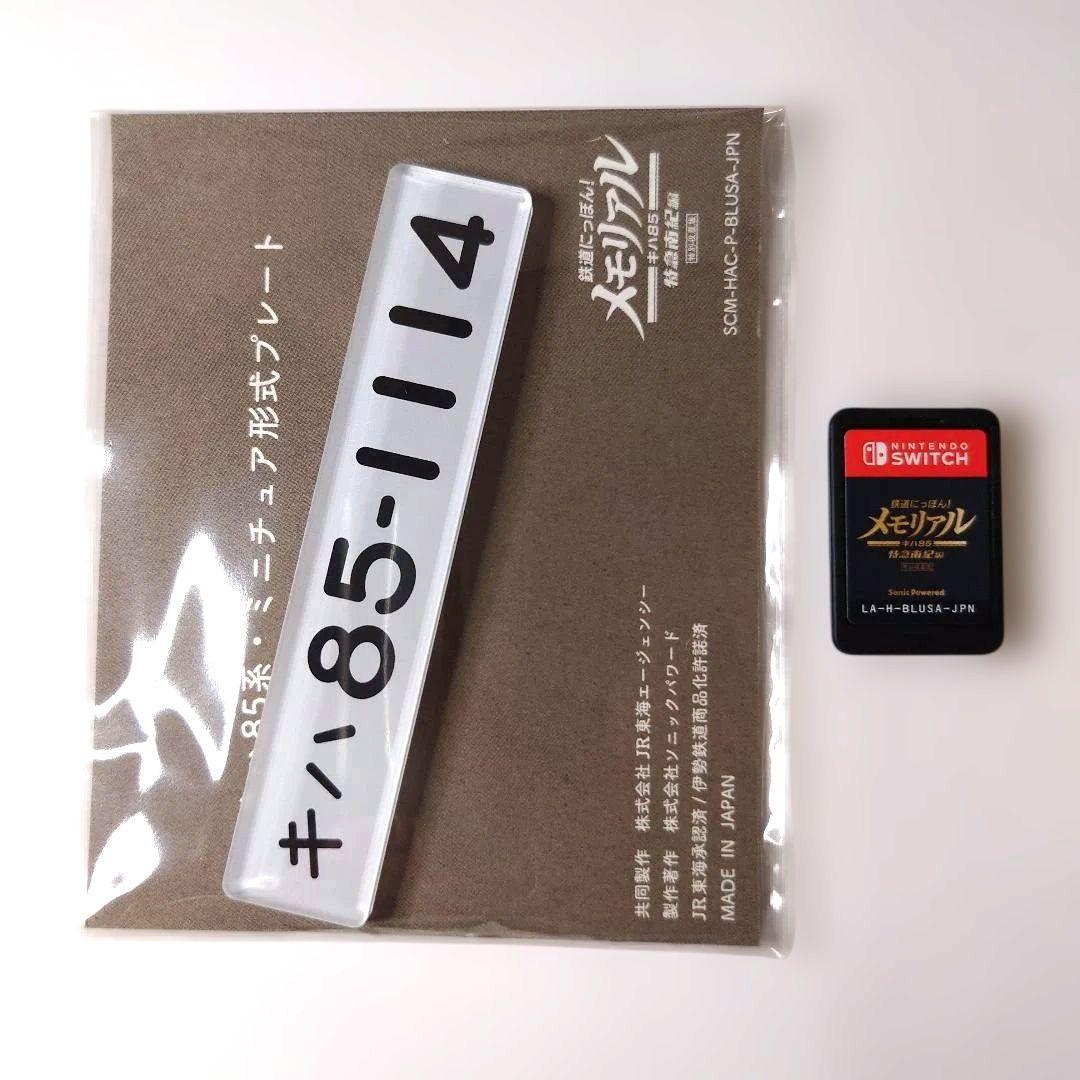 85系・ミニチュア形式プレート
キハ85-1114
鉄道にっぽん!
メモリアル
キハ85
特急南紀編
特別収蔵版
SCM-HAC-P-BLUSA-JPN
共同製作　株式会社JR東海エージェンシー
製作著作　株式会社ソニックパワード
JR東海承認済/伊勢鉄道商品化許諾済
MADE IN JAPAN
NINTENDO
SWITCH
鉄道にっぽん!
メモリアル
キハ85
特急南紀編
Sonic Powered
LA-H-BLUSA-JPN